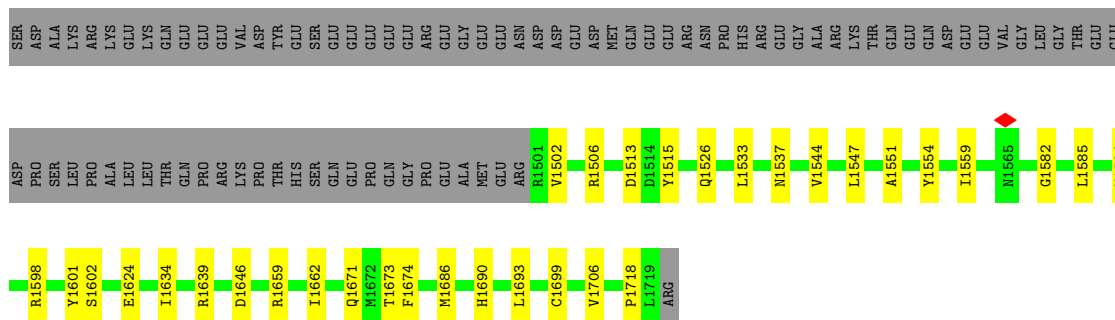 SER ASP ALA LYS ARG LYS GLU LYS GLN GLU GLU GLU VAL ASP TYR GLU SER GLU GLU GLU GLU GLU ARG GLU GLY GLU GLU ASN ASP ASP GLU ASP MET GLN GLU GLU ARG ASN PRO HIS ARG GLU GLY ALA ARG LYS THR GLN GLU GLN ASP GLU GLU VAL GLY LEU GLY THR GLU
ASP PRO SER LEU PRO ALA LEU LEU THR GLN PRO ARG LYS PRO THR HIS SER GLN GLU PRO GLN GLY PRO GLU ALA MET GLU ARG R1501 V1502 R1506 D1513 D1514 Y1515 Q1526 L1533 N1537 V1544 L1547 A1551 Y1554 I1559 N1565 G1582 L1585
R1598 Y1601 S1602 E1624 I1634 R1639 D1646 R1659 I1662 Q1671 M1672 T1673 F1674 M1686 H1690 L1693 C1699 V1706 P1718 L1719 ARG